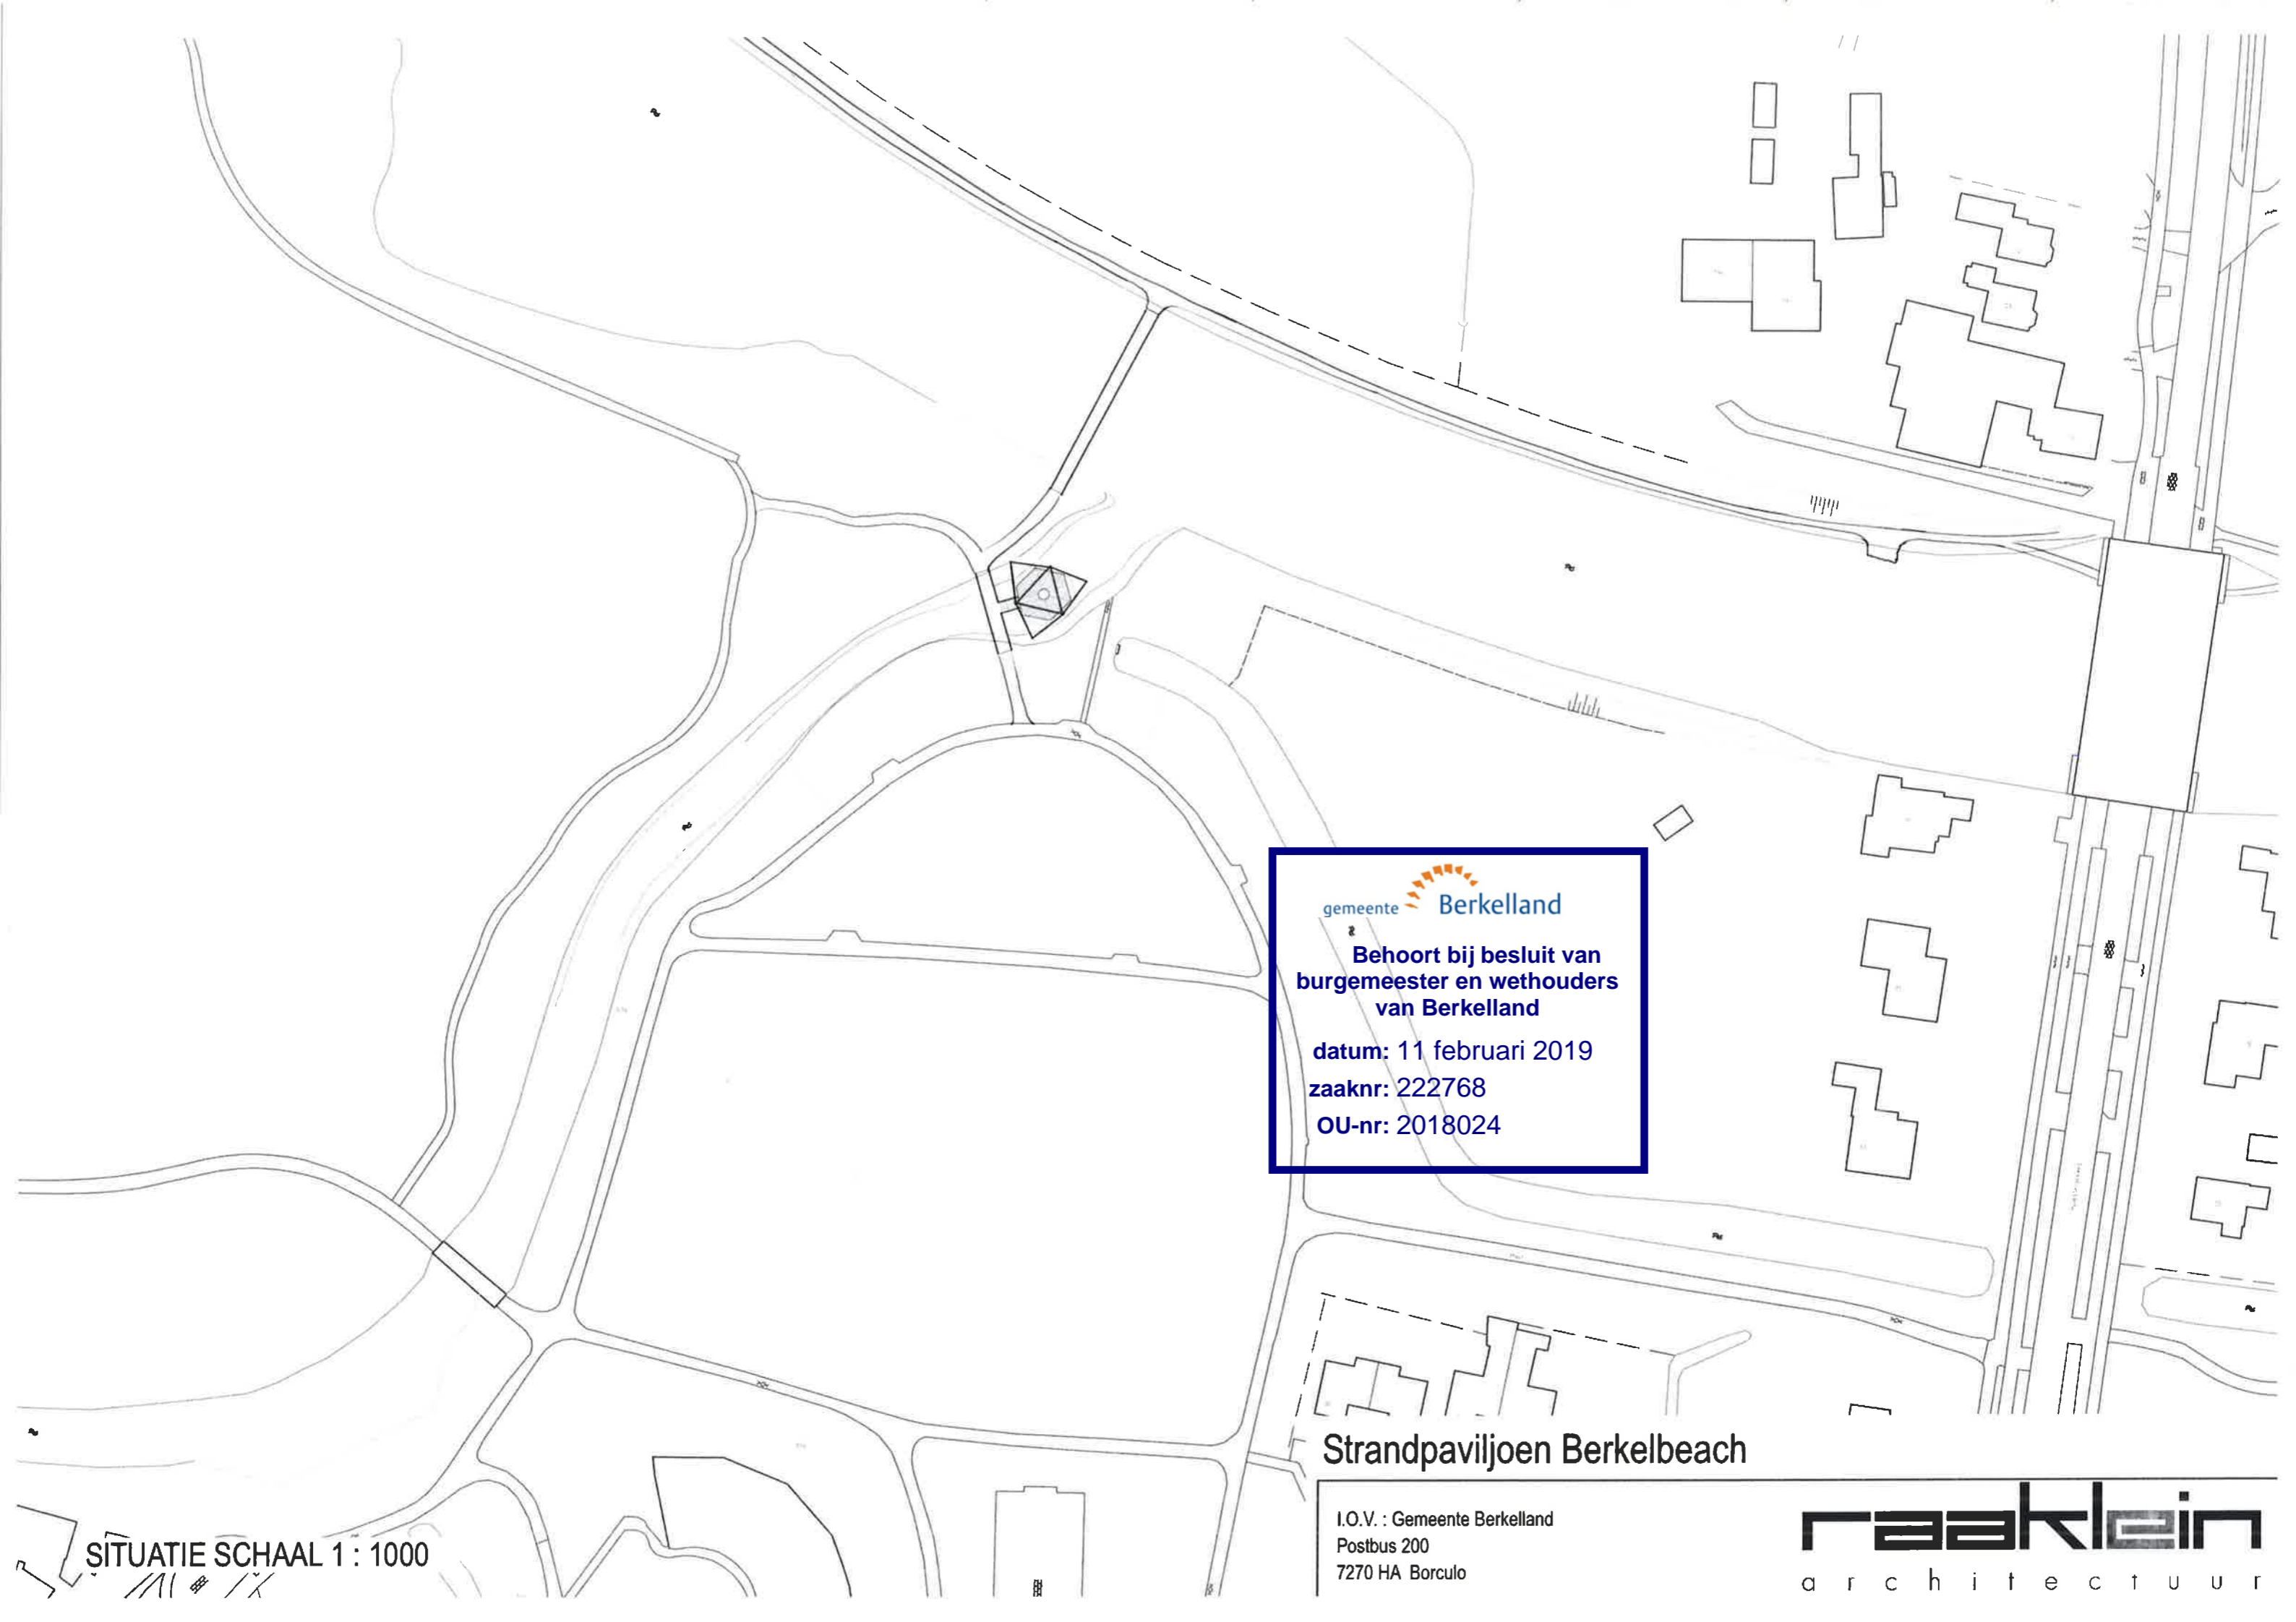 gemeente Berkelland
Behoort bij besluit van
burgemeester en wethouders
van Berkelland
datum: 11 februari 2019
zaaknr: 222768
OU-nr: 2018024
Strandpaviljoen Berkelbeach
I.O.V. : Gemeente Berkelland
Postbus 200
7270 HA Borculo
raaklein
architectuur
SITUATIE SCHAAL 1 : 1000